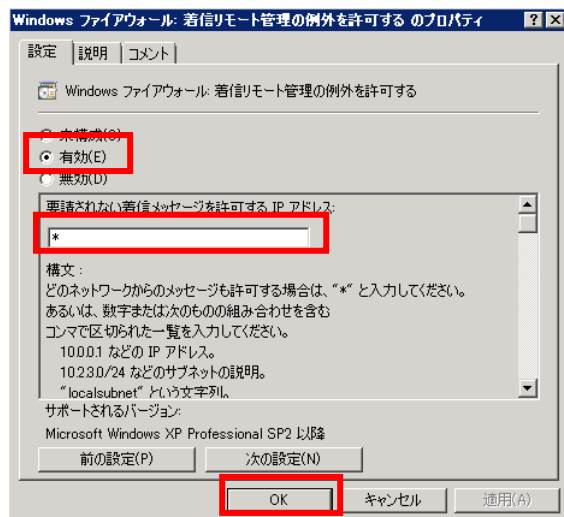 Windows ファイアウォール: 着信リモート管理の例外を許可する のプロパティ
設定 説明 コメント
Windows ファイアウォール: 着信リモート管理の例外を許可する
未構成(C)
有効(E)
無効(D)
要請されない着信メッセージを許可する IP アドレス:
*
構文:
どのネットワークからのメッセージも許可する場合は、"*" と入力してください。
あるいは、数字または次のものの組み合わせを含む
コンマで区切られた一覧を入力してください。
10.0.0.1 などの IP アドレス。
10.2.3.0/24 などのサブネットの説明。
"localsubnet" という文字列。
サポートされるバージョン:
Microsoft Windows XP Professional SP2 以降
前の設定(P) 次の設定(N)
OK キャンセル 適用(A)